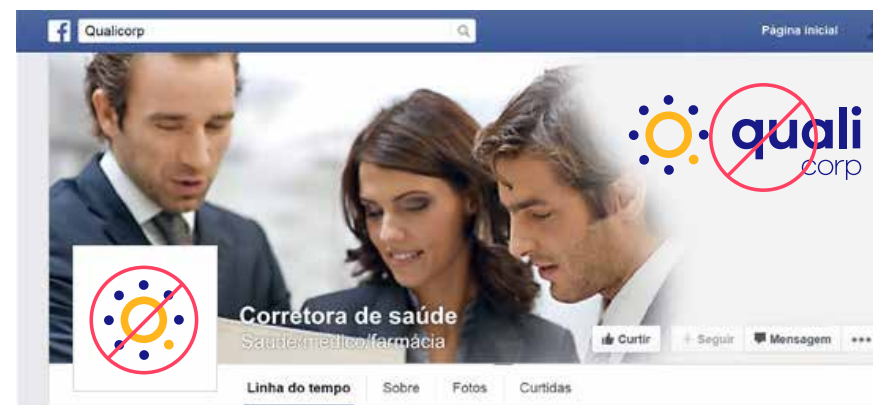 f Qualicorp
Página inicial
quali
corp
Corretora de saúde
Saúde/médico/farmácia
Curtir + Seguir Mensagem
Linha do tempo Sobre Fotos Curtidas